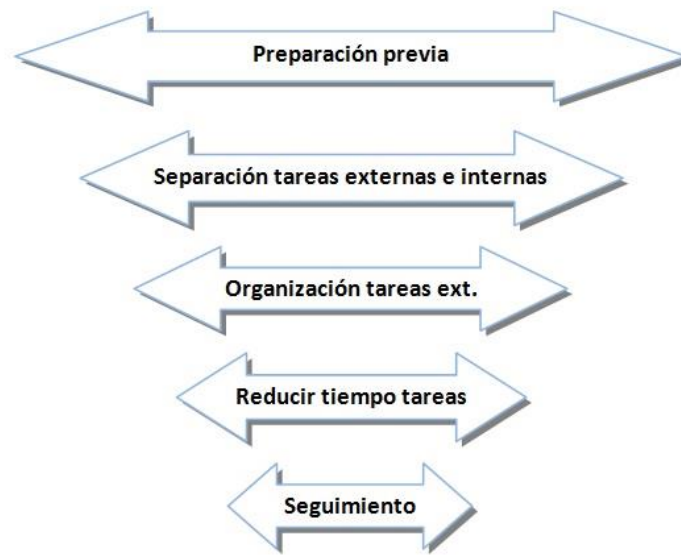 Preparación previa
Separación tareas externas e internas
Organización tareas ext.
Reducir tiempo tareas
Seguimiento